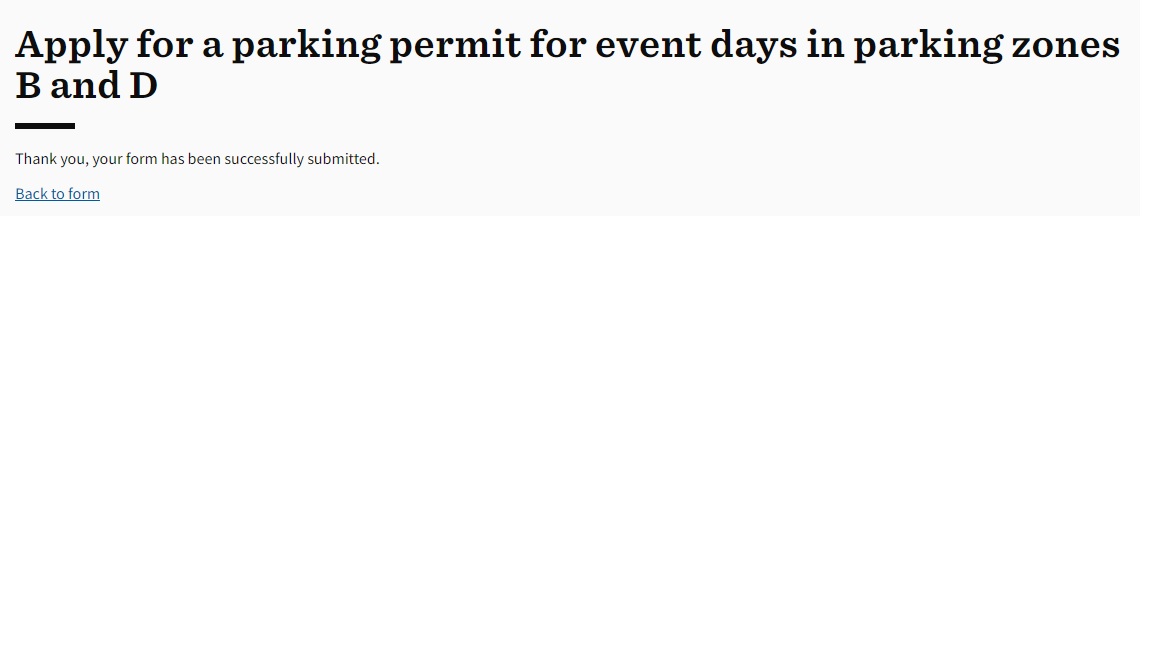 Apply for a parking permit for event days in parking zones
B and D
Thank you, your form has been successfully submitted.
Back to form